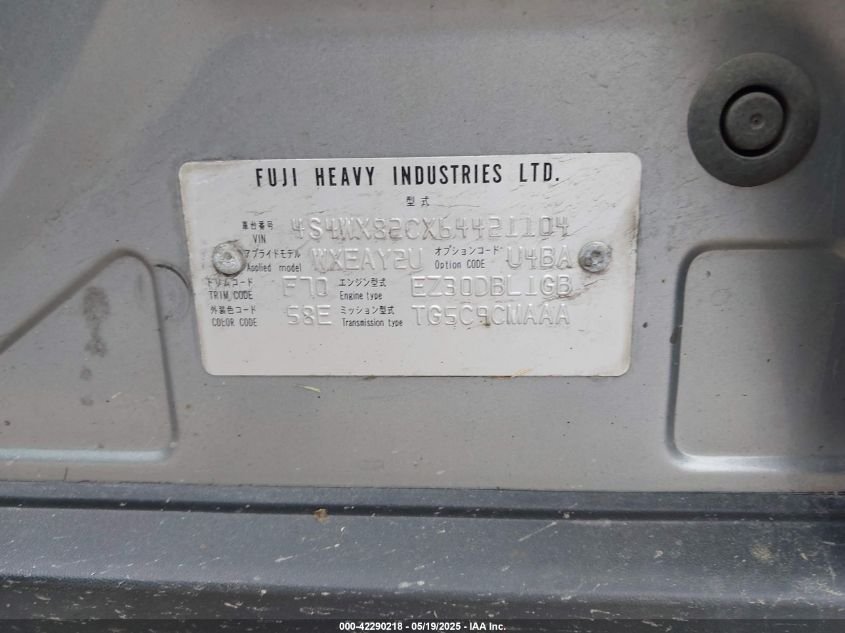 FUJI HEAVY INDUSTRIES LTD.
型式
車台番号 VIN 4S4WX82CX64421104
アプライドモデル Applied model WXEAY2U オプションコード Option CODE U4BA
トリムコード TRIM CODE F70 エンジン型式 Engine type EZ30DBL1GB
外装色コード COLOR CODE 58E ミッション型式 Transmission type TG5C9CMAAA
000-42290218 - 05/19/2025 - IAA Inc.